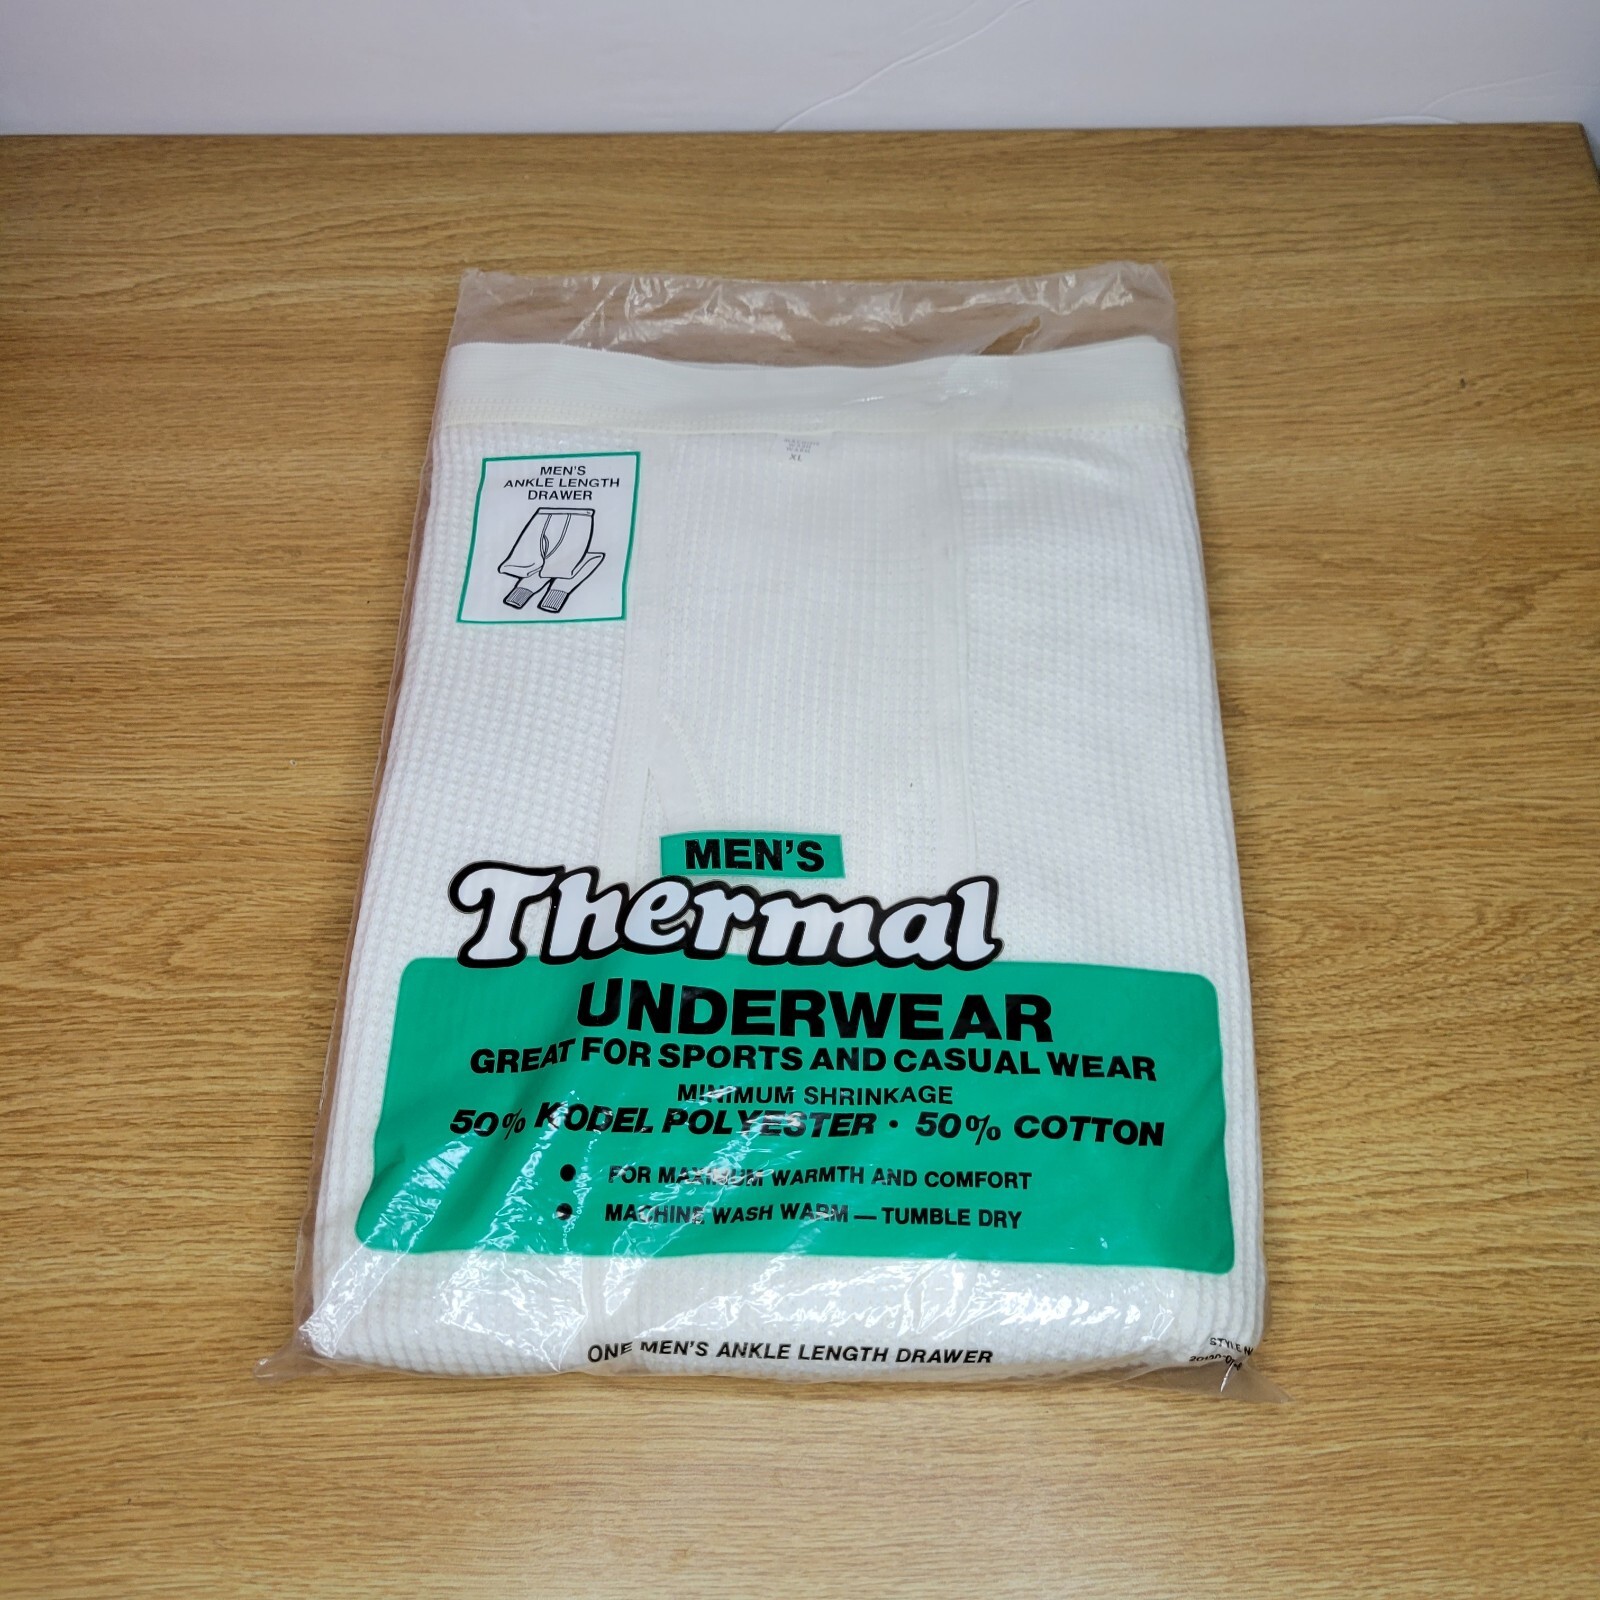 MEN'S
ANKLE LENGTH
DRAWER
XL
MEN'S
Thermal
UNDERWEAR
GREAT FOR SPORTS AND CASUAL WEAR
MINIMUM SHRINKAGE
50% KODEL POLYESTER • 50% COTTON
● FOR MAXIMUM WARMTH AND COMFORT
● MACHINE WASH WARM — TUMBLE DRY
ONE MEN'S ANKLE LENGTH DRAWER
STYLE